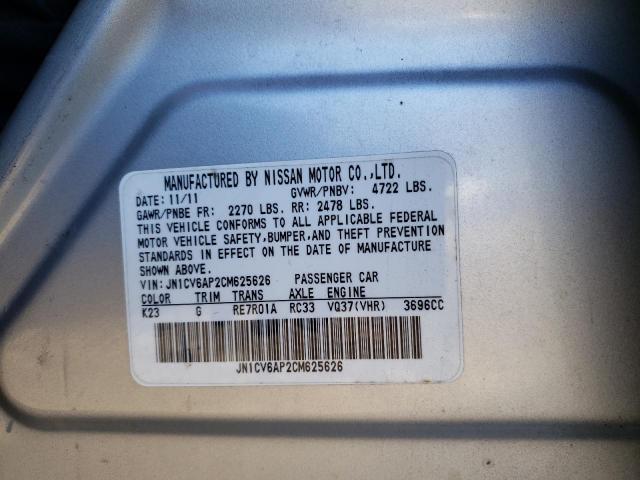 MANUFACTURED BY NISSAN MOTOR CO.,LTD.
DATE: 11/11 GVWR/PNBV: 4722 LBS.
GAWR/PNBE FR: 2270 LBS. RR: 2478 LBS.
THIS VEHICLE CONFORMS TO ALL APPLICABLE FEDERAL
MOTOR VEHICLE SAFETY,BUMPER,AND THEFT PREVENTION
STANDARDS IN EFFECT ON THE DATE OF MANUFACTURE
SHOWN ABOVE.
VIN: JN1CV6AP2CM625626 PASSENGER CAR
COLOR TRIM TRANS AXLE ENGINE
K23 G RE7R01A RC33 VQ37(VHR) 3696CC
JN1CV6AP2CM625626